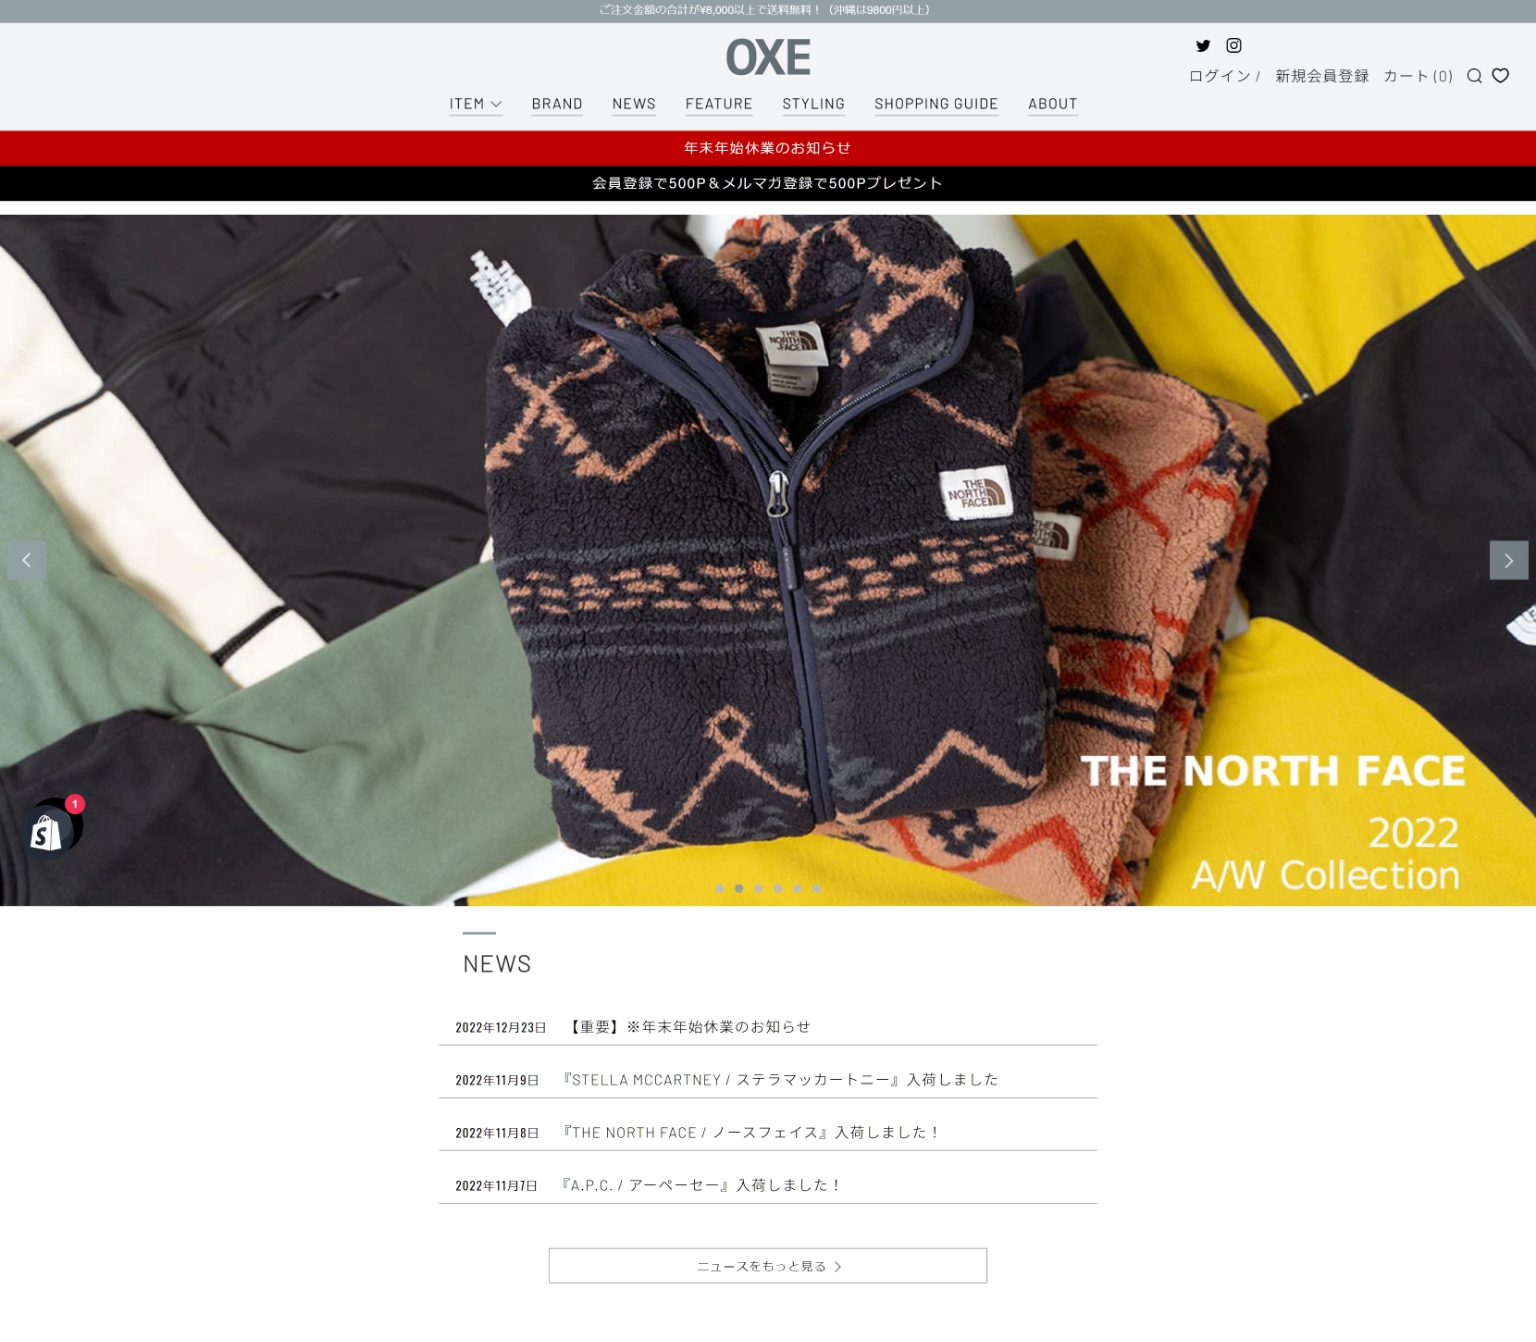 ご注文金額の合計が¥8,000以上で送料無料！（沖縄は9800円以上）
OXE
ログイン / 新規会員登録 カート (0)
ITEM BRAND NEWS FEATURE STYLING SHOPPING GUIDE ABOUT
年末年始休業のお知らせ
会員登録で500P＆メルマガ登録で500Pプレゼント
THE NORTH FACE
THE NORTH FACE
THE NORTH FACE
2022
A/W Collection
1
NEWS
2022年12月23日 【重要】※年末年始休業のお知らせ
2022年11月9日 『STELLA MCCARTNEY / ステラマッカートニー』入荷しました
2022年11月8日 『THE NORTH FACE / ノースフェイス』入荷しました！
2022年11月7日 『A.P.C. / アーペーセー』入荷しました！
ニュースをもっと見る